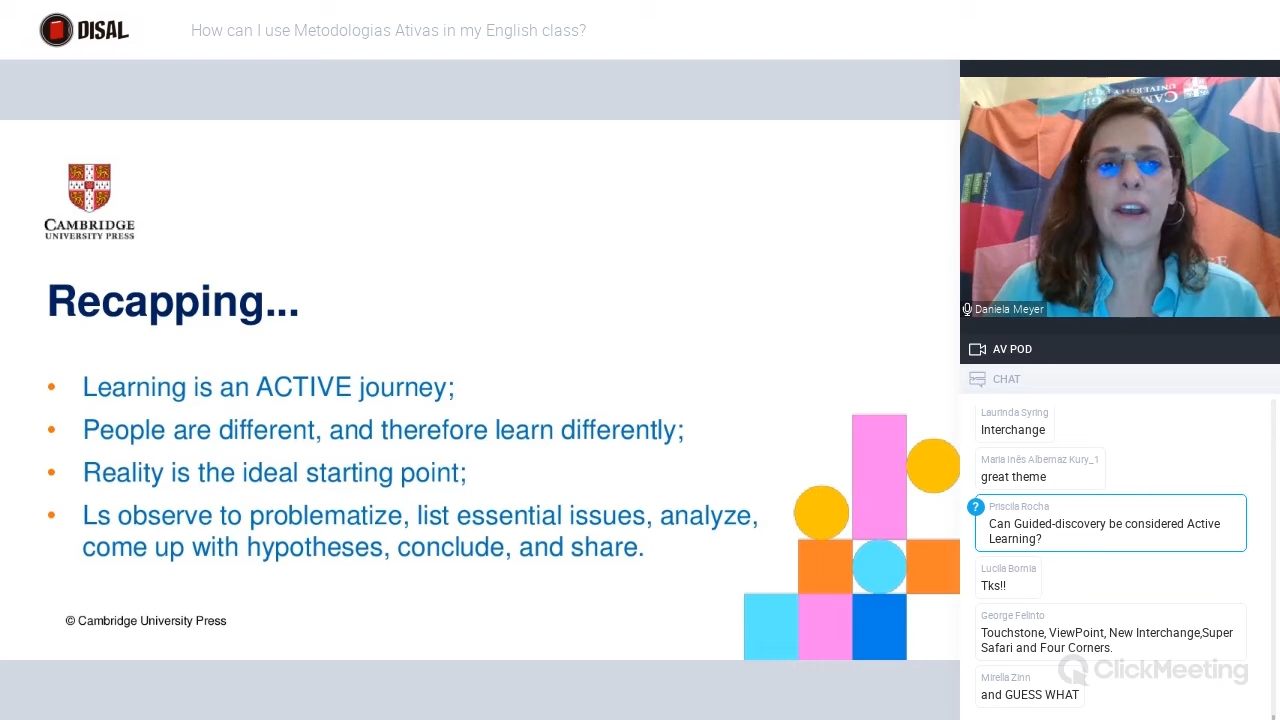 DISAL
How can I use Metodologias Ativas in my English class?
CAMBRIDGE
UNIVERSITY PRESS
Recapping...
• Learning is an ACTIVE journey;
• People are different, and therefore learn differently;
• Reality is the ideal starting point;
• Ls observe to problematize, list essential issues, analyze,
come up with hypotheses, conclude, and share.
© Cambridge University Press
Daniela Meyer
AV POD
CHAT
Laurinda Syring
Interchange
Maria Inês Albernaz Kury_1
great theme
?
Priscila Rocha
Can Guided-discovery be considered Active
Learning?
Lucila Bornia
Tks!!
George Felinto
Touchstone, ViewPoint, New Interchange,Super
Safari and Four Corners.
Mirella Zinn
and GUESS WHAT
ClickMeeting